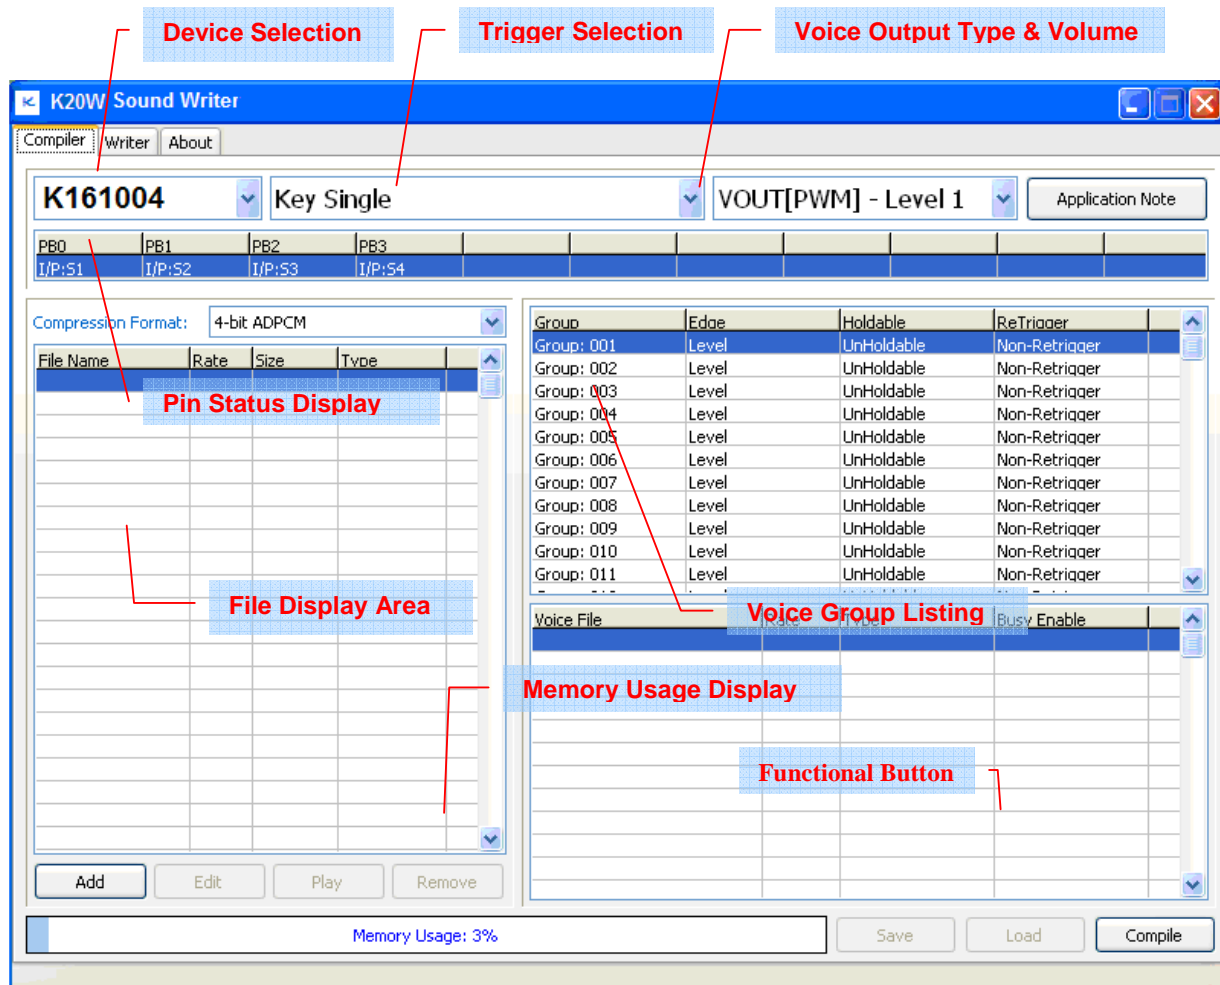 Device Selection Trigger Selection Voice Output Type & Volume
K20W Sound Writer
Compiler Writer About
K161004 Key Single VOUT[PWM] - Level 1 Application Note
PB0 PB1 PB2 PB3
I/P:S1 I/P:S2 I/P:S3 I/P:S4
Compression Format: 4-bit ADPCM
File Name Rate Size Type
Pin Status Display
File Display Area
Group Edge Holdable ReTrigger
Group: 001 Level UnHoldable Non-Retrigger
Group: 002 Level UnHoldable Non-Retrigger
Group: 003 Level UnHoldable Non-Retrigger
Group: 004 Level UnHoldable Non-Retrigger
Group: 005 Level UnHoldable Non-Retrigger
Group: 006 Level UnHoldable Non-Retrigger
Group: 007 Level UnHoldable Non-Retrigger
Group: 008 Level UnHoldable Non-Retrigger
Group: 009 Level UnHoldable Non-Retrigger
Group: 010 Level UnHoldable Non-Retrigger
Group: 011 Level UnHoldable Non-Retrigger
Voice Group Listing
Voice File Rate Type Busy Enable
Memory Usage Display
Functional Button
Add Edit Play Remove
Memory Usage: 3% Save Load Compile